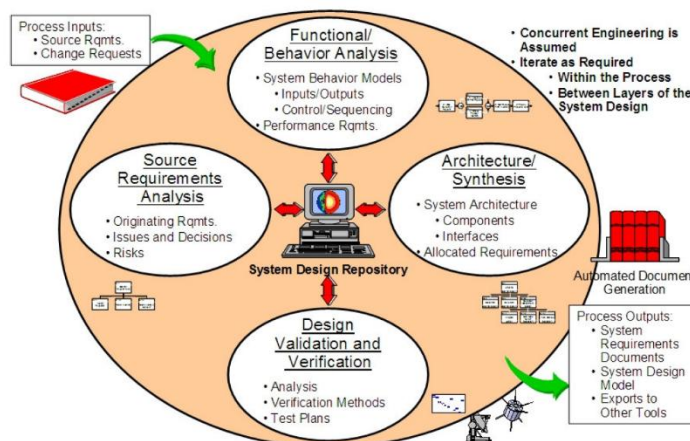 Process Inputs:
• Source Rqmts.
• Change Requests
Functional/
Behavior Analysis
• System Behavior Models
• Inputs/Outputs
• Control/Sequencing
• Performance Rqmts.
• Concurrent Engineering is
Assumed
• Iterate as Required
• Within the Process
• Between Layers of the
System Design
Source
Requirements
Analysis
• Originating Rqmts.
• Issues and Decisions
• Risks
Architecture/
Synthesis
• System Architecture
• Components
• Interfaces
• Allocated Requirements
System Design Repository
Automated Document
Generation
Design
Validation and
Verification
• Analysis
• Verification Methods
• Test Plans
Process Outputs:
• System
Requirements
Documents
• System Design
Model
• Exports to
Other Tools